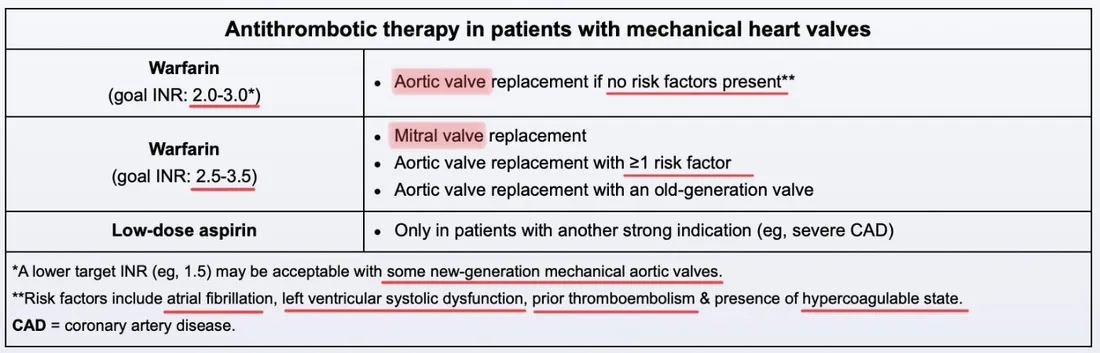 Antithrombotic therapy in patients with mechanical heart valves
Warfarin
(goal INR: 2.0-3.0*)
• Aortic valve replacement if no risk factors present**
Warfarin
(goal INR: 2.5-3.5)
• Mitral valve replacement
• Aortic valve replacement with ≥1 risk factor
• Aortic valve replacement with an old-generation valve
Low-dose aspirin
• Only in patients with another strong indication (eg, severe CAD)
*A lower target INR (eg, 1.5) may be acceptable with some new-generation mechanical aortic valves.
**Risk factors include atrial fibrillation, left ventricular systolic dysfunction, prior thromboembolism & presence of hypercoagulable state.
CAD = coronary artery disease.